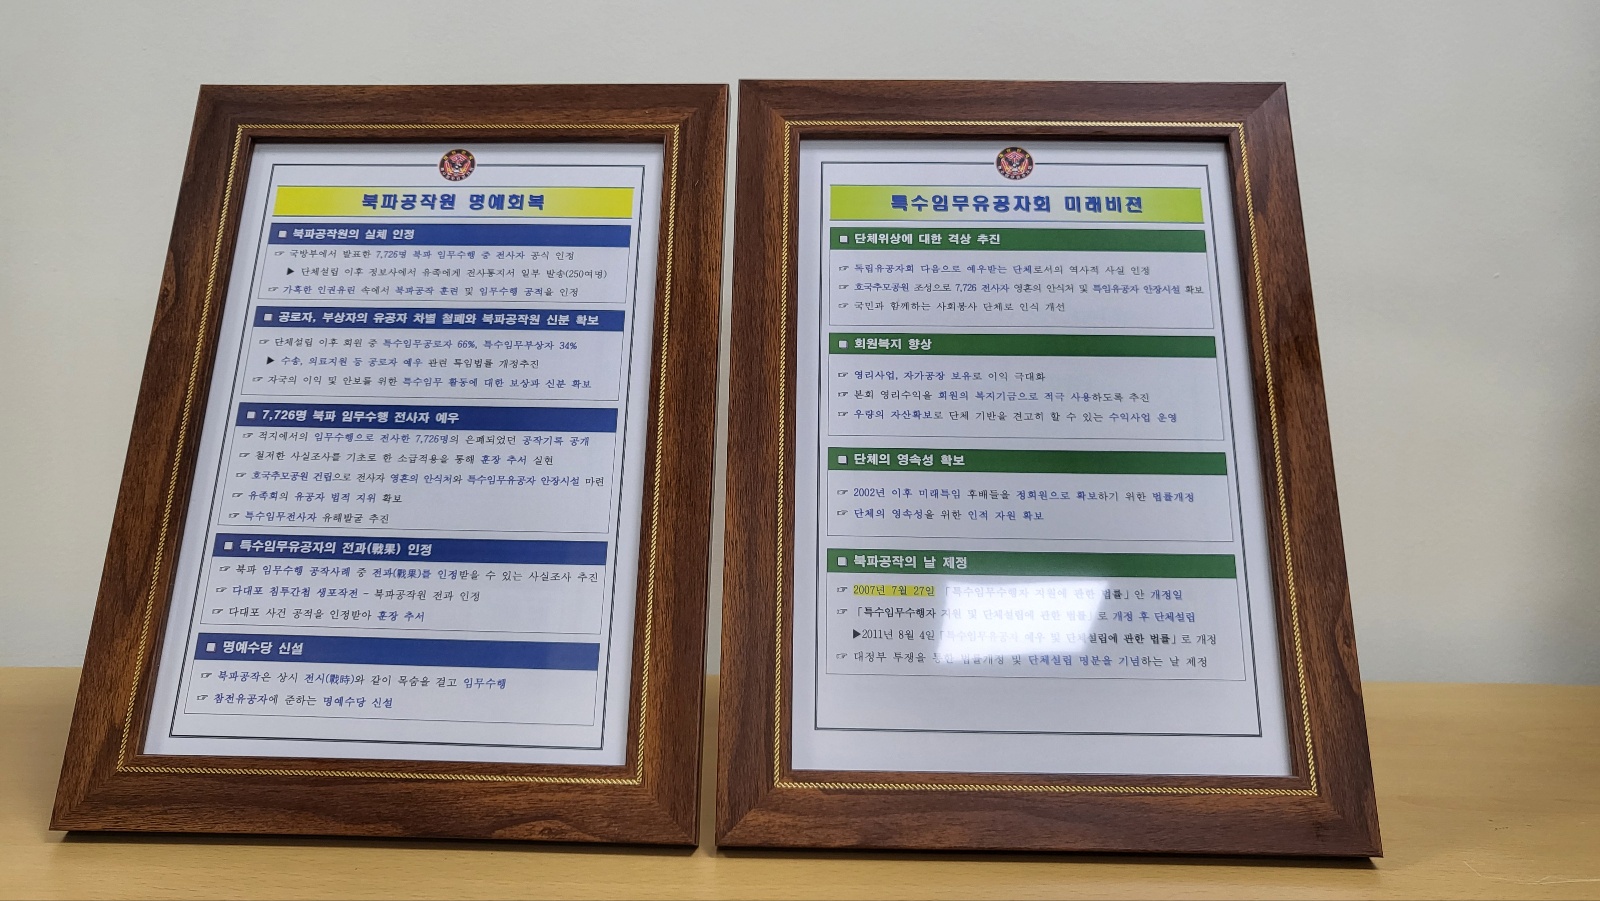 북파공작원 명예회복
■ 북파공작원의 실체 인정
☞ 국방부에서 발표한 7,726명 북파 임무수행 중 전사자 공식 인정
▶ 단체설립 이후 정보사에서 유족에게 전사통지서 일부 발송(250여명)
☞ 가혹한 인권유린 속에서 북파공작 훈련 및 임무수행 공적을 인정
■ 공로자, 부상자의 유공자 차별 철폐와 북파공작원 신분 확보
☞ 단체설립 이후 회원 중 특수임무공로자 66%, 특수임무부상자 34%
▶ 수송, 의료지원 등 공로자 예우 관련 특임법률 개정추진
☞ 자국의 이익 및 안보를 위한 특수임무 활동에 대한 보상과 신분 확보
■ 7,726명 북파 임무수행 전사자 예우
☞ 적지에서의 임무수행으로 전사한 7,726명의 은폐되었던 공작기록 공개
☞ 철저한 사실조사를 기초로 한 소급적용을 통해 훈장 추서 실현
☞ 호국추모공원 건립으로 전사자 영혼의 안식처와 특수임무유공자 안장시설 마련
☞ 유족회의 유공자 법적 지위 확보
☞ 특수임무전사자 유해발굴 추진
■ 특수임무유공자의 전과(戰果) 인정
☞ 북파 임무수행 공작사례 중 전과(戰果)를 인정받을 수 있는 사실조사 추진
☞ 다대포 침투간첩 생포작전 - 북파공작원 전과 인정
☞ 다대포 사건 공적을 인정받아 훈장 추서
■ 명예수당 신설
☞ 북파공작은 상시 전시(戰時)와 같이 목숨을 걸고 임무수행
☞ 참전유공자에 준하는 명예수당 신설
특수임무유공자회 미래비젼
■ 단체위상에 대한 격상 추진
☞ 독립유공자회 다음으로 예우받는 단체로서의 역사적 사실 인정
☞ 호국추모공원 조성으로 7,726 전사자 영혼의 안식처 및 특임유공자 안장시설 확보
☞ 국민과 함께하는 사회봉사 단체로 인식 개선
■ 회원복지 향상
☞ 영리사업, 자가공장 보유로 이익 극대화
☞ 본회 영리수익을 회원의 복지기금으로 적극 사용하도록 추진
☞ 우량의 자산확보로 단체 기반을 견고히 할 수 있는 수익사업 운영
■ 단체의 영속성 확보
☞ 2002년 이후 미래특임 후배들을 정회원으로 확보하기 위한 법률개정
☞ 단체의 영속성을 위한 인적 자원 확보
■ 북파공작의 날 제정
☞ 2007년 7월 27일 「특수임무수행자 지원에 관한 법률」안 개정일
☞ 「특수임무수행자 지원 및 단체설립에 관한 법률」로 개정 후 단체설립
▶2011년 8월 4일「특수임무유공자 예우 및 단체설립에 관한 법률」로 개정
☞ 대정부 투쟁을 통한 법률개정 및 단체설립 명분을 기념하는 날 제정